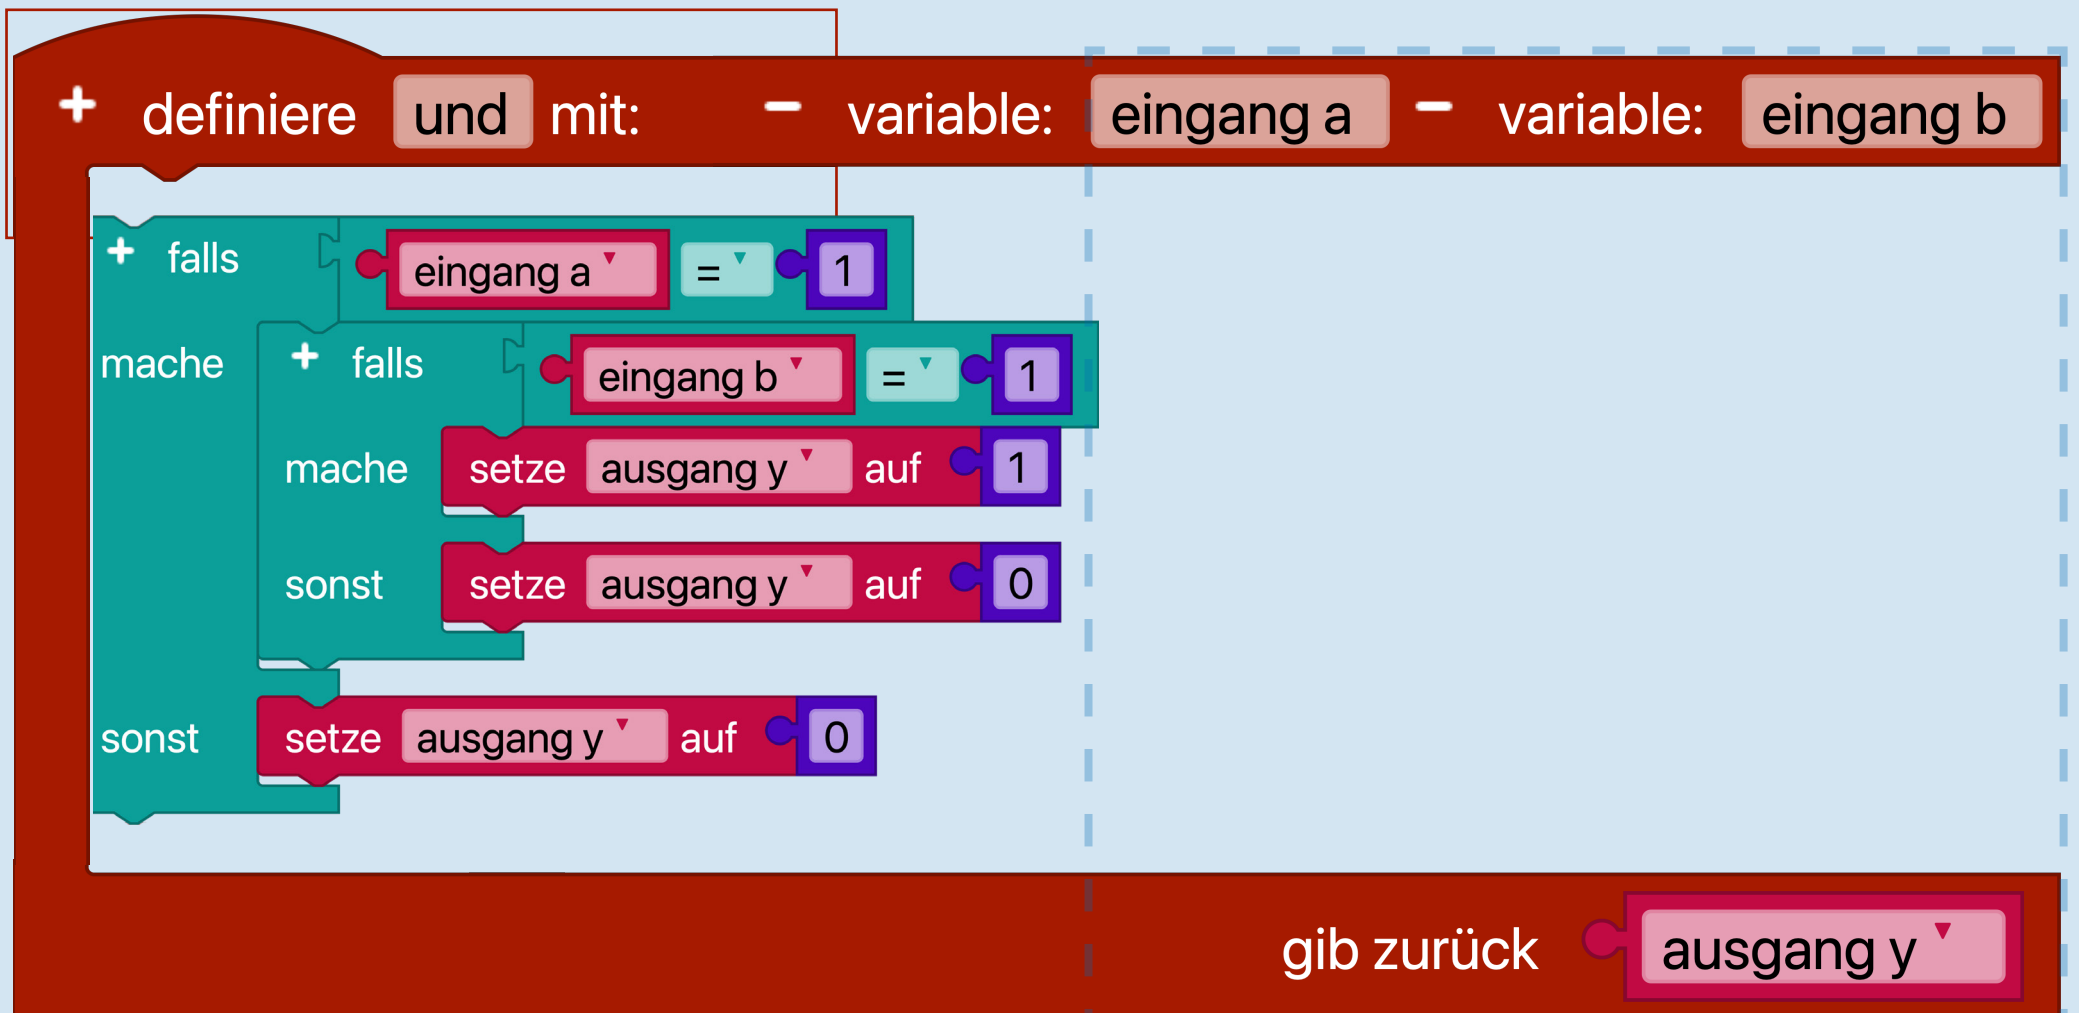 + definiere und mit: - variable: eingang a - variable: eingang b
+ falls eingang a = 1
mache + falls eingang b = 1
mache setze ausgang y auf 1
sonst setze ausgang y auf 0
sonst setze ausgang y auf 0
gib zurück ausgang y